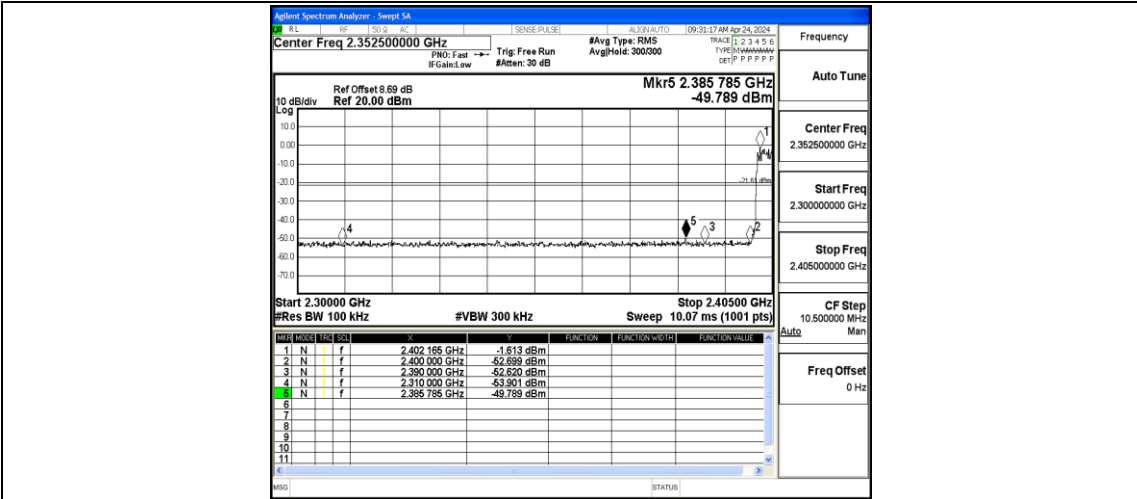 Agilent Spectrum Analyzer - Swept SA
RL RF 50 Ω AC SENSE:PULSE ALIGN AUTO 09:31:17 AM Apr 24, 2024
Center Freq 2.352500000 GHz
PNO: Fast
IFGain:Low
Trig: Free Run
#Atten: 30 dB
#Avg Type: RMS
Avg|Hold: 300/300
TRACE 1 2 3 4 5 6
TYPE M
DET P P P P P P
Frequency
Auto Tune
Center Freq
2.352500000 GHz
Start Freq
2.300000000 GHz
Stop Freq
2.405000000 GHz
CF Step
10.500000 MHz
Auto Man
Freq Offset
0 Hz
Mkr5 2.385 785 GHz
-49.789 dBm
Ref Offset 8.69 dB
10 dB/div Ref 20.00 dBm
Log
10.0
0.00
-10.0
-20.0
-30.0
-40.0
-50.0
-60.0
-70.0
-21.61 dBm
1
4
5
3
2
Start 2.30000 GHz Stop 2.40500 GHz
#Res BW 100 kHz #VBW 300 kHz Sweep 10.07 ms (1001 pts)
MKR MODE TRC SCL X Y FUNCTION FUNCTION WIDTH FUNCTION VALUE
1 N 1 f 2.402 165 GHz -1.613 dBm
2 N 1 f 2.400 000 GHz -52.699 dBm
3 N 1 f 2.390 000 GHz -52.620 dBm
4 N 1 f 2.310 000 GHz -53.901 dBm
5 N 1 f 2.385 785 GHz -49.789 dBm
6
7
8
9
10
11
MSG STATUS